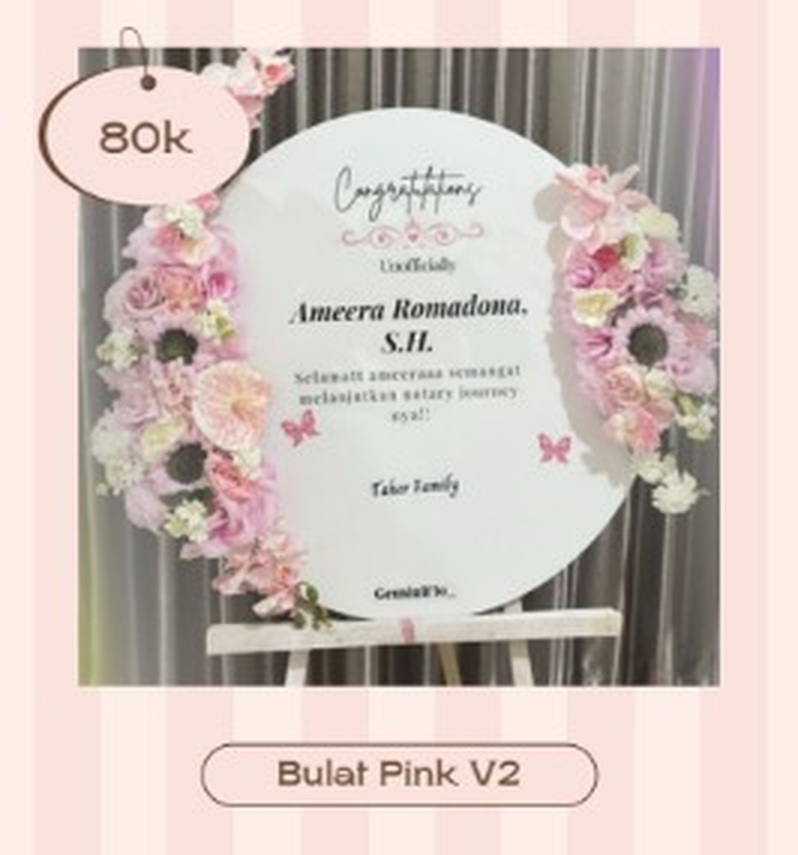 80k
Congratulations
Unofficially
Ameera Romadona,
S.H.
Selamatt ameeraaa semangat
melanjutkan notary journey
nya!!
Taher Family
Bulat Pink V2